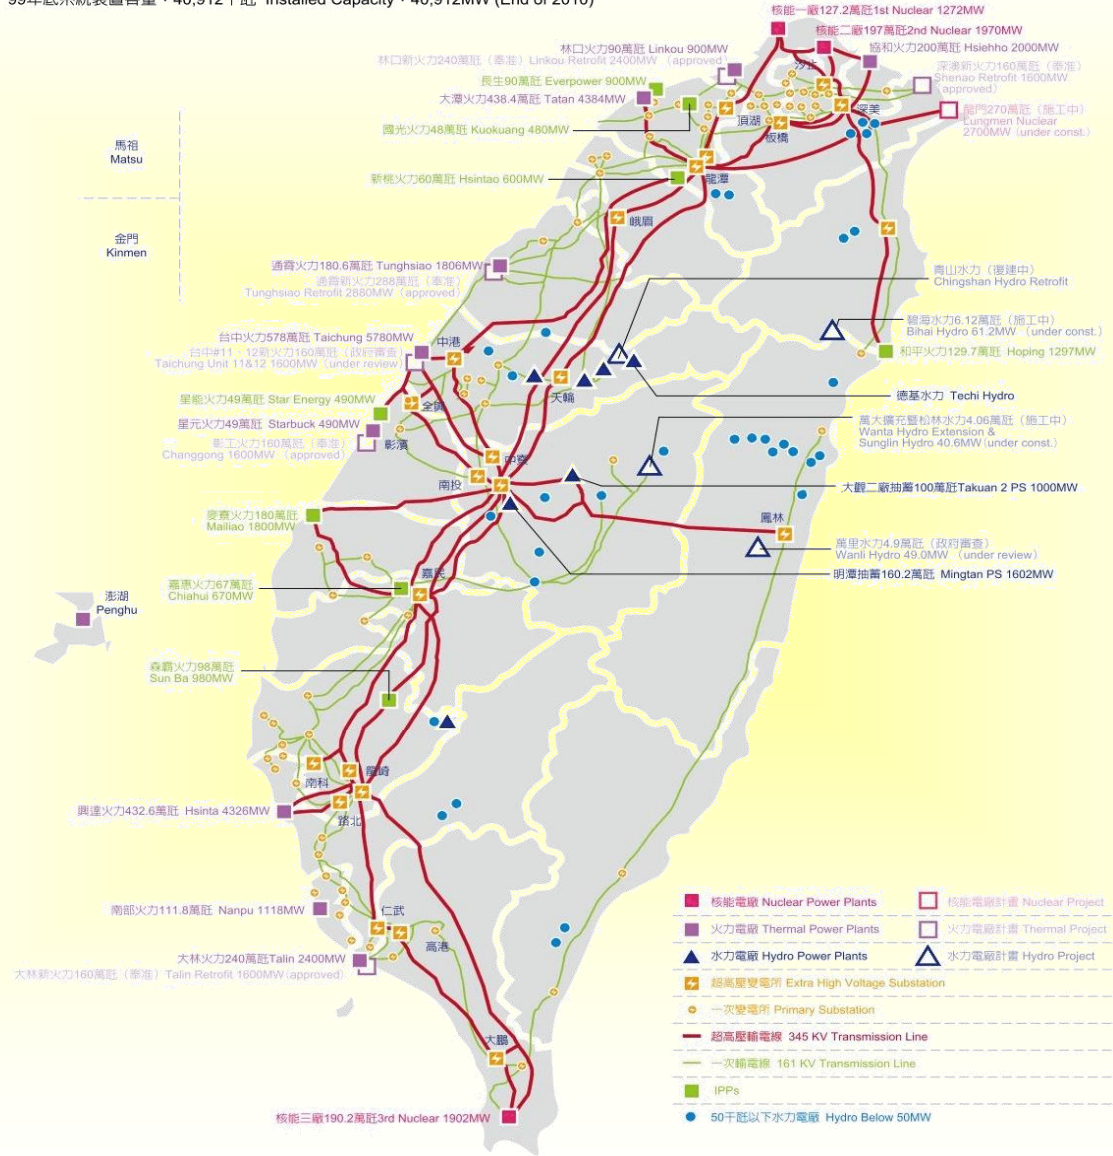 99年底系統裝置容量，40,912千瓩 Installed Capacity，40,912MW (End of 2010)
核能一廠127.2萬瓩1st Nuclear 1272MW
核能二廠197萬瓩2nd Nuclear 1970MW
林口火力90萬瓩 Linkou 900MW
協和火力200萬瓩 Hsiehho 2000MW
林口新火力240萬瓩（奉准）Linkou Retrofit 2400MW (approved)
汐止
深澳新火力160萬瓩（奉准）
Shenao Retrofit 1600MW
(approved)
長生90萬瓩 Everpower 900MW
大潭火力438.4萬瓩 Tatan 4384MW
龍門270萬瓩（施工中）
Lungmen Nuclear
2700MW (under const.)
深美
頂湖
板橋
國光火力48萬瓩 Kuokuang 480MW
馬祖
Matsu
新桃火力60萬瓩 Hsintao 600MW
龍潭
峨眉
金門
Kinmen
通霄火力180.6萬瓩 Tunghsiao 1806MW
通霄新火力288萬瓩（奉准）
Tunghsiao Retrofit 2880MW (approved)
青山水力（復建中）
Chingshan Hydro Retrofit
碧海水力6.12萬瓩（施工中）
Bihai Hydro 61.2MW (under const.)
台中火力578萬瓩 Taichung 5780MW
中港
台中#11、12新火力160萬瓩（政府審查）
Taichung Unit 11&12 1600MW (under review)
和平火力129.7萬瓩 Hoping 1297MW
星能火力49萬瓩 Star Energy 490MW
全興
天輪
德基水力 Techi Hydro
星元火力49萬瓩 Starbuck 490MW
彰工火力160萬瓩（奉准）
Changgong 1600MW (approved)
彰濱
萬大擴充暨松林水力4.06萬瓩（施工中）
Wanta Hydro Extension &
Sunglin Hydro 40.6MW(under const.)
中寮
南投
大觀二廠抽蓄100萬瓩Takuan 2 PS 1000MW
麥寮火力180萬瓩
Mailiao 1800MW
鳳林
萬里水力4.9萬瓩（政府審查）
Wanli Hydro 49.0MW (under review)
明潭抽蓄160.2萬瓩 Mingtan PS 1602MW
嘉惠火力67萬瓩
Chiahui 670MW
嘉民
澎湖
Penghu
森霸火力98萬瓩
Sun Ba 980MW
龍崎
南科
興達火力432.6萬瓩 Hsinta 4326MW
路北
南部火力111.8萬瓩 Nanpu 1118MW
仁武
高港
大林火力240萬瓩Talin 2400MW
大林新火力160萬瓩（奉准）Talin Retrofit 1600MW(approved)
大鵬
核能三廠190.2萬瓩3rd Nuclear 1902MW
核能電廠 Nuclear Power Plants
核能電廠計畫 Nuclear Project
火力電廠 Thermal Power Plants
火力電廠計畫 Thermal Project
水力電廠 Hydro Power Plants
水力電廠計畫 Hydro Project
超高壓變電所 Extra High Voltage Substation
一次變電所 Primary Substation
超高壓輸電線 345 KV Transmission Line
一次輸電線 161 KV Transmission Line
IPPs
50千瓩以下水力電廠 Hydro Below 50MW